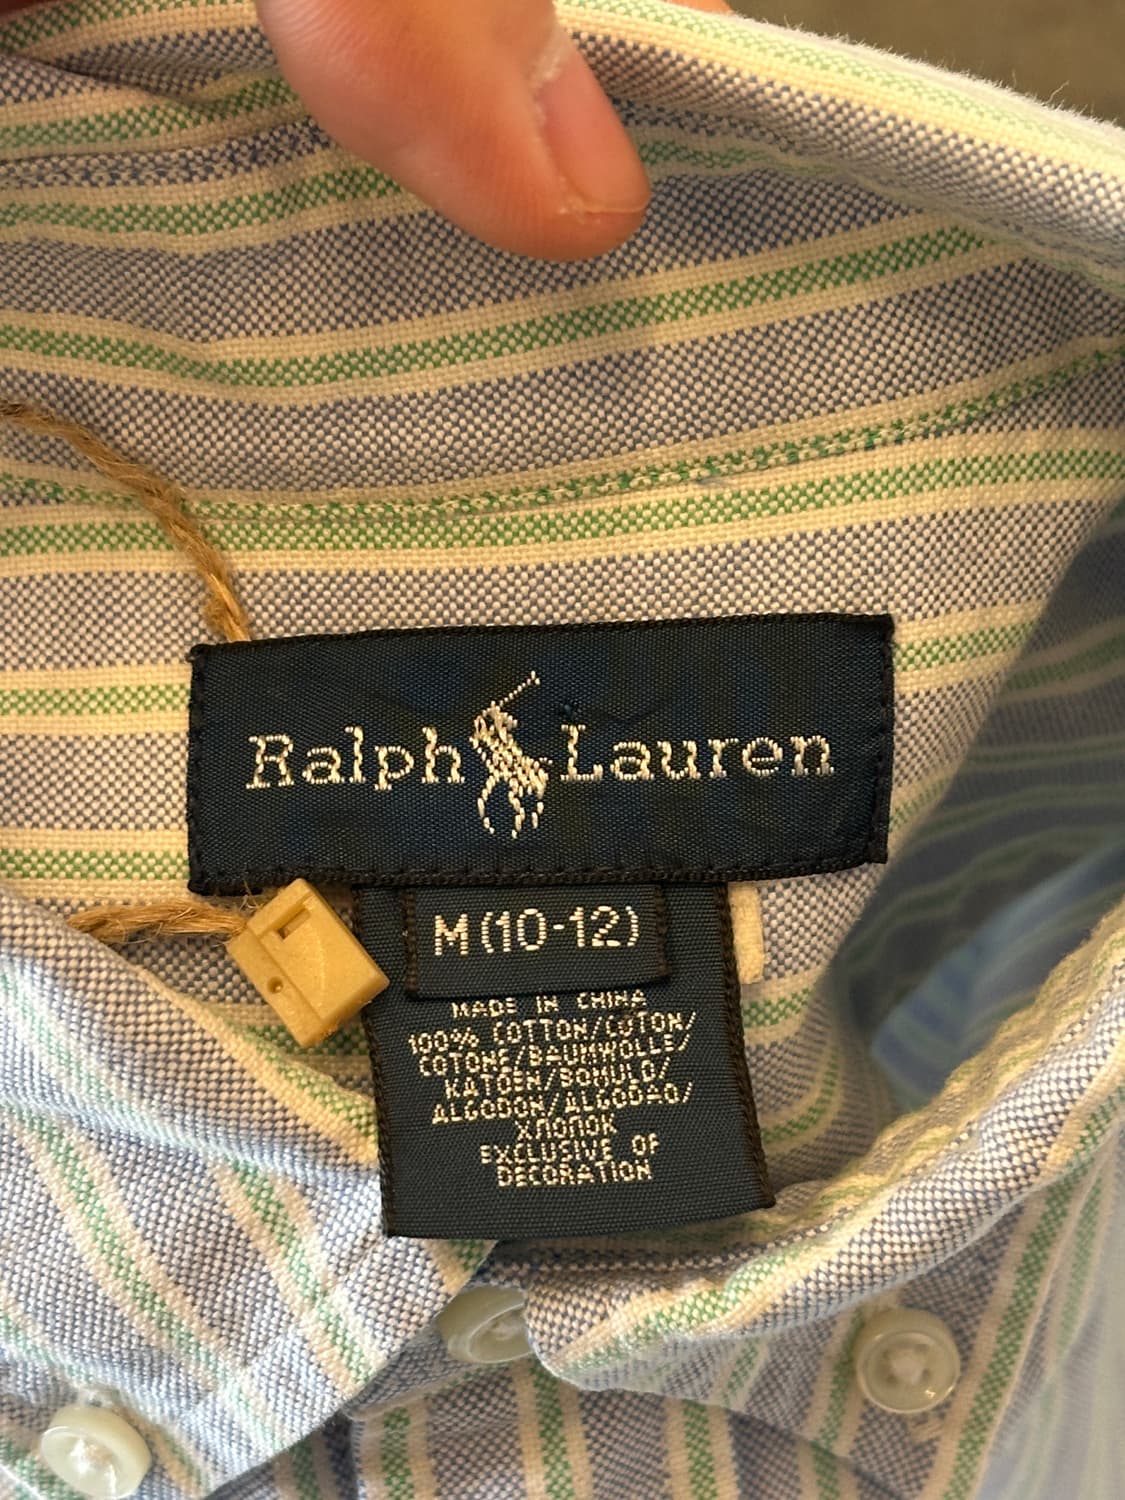 Ralph Lauren
M (10-12)
MADE IN CHINA
100% COTTON/COTON/
COTONE/BAUMWOLLE/
KATOEN/BOMULD/
ALGODON/ALGODAO/
ХЛОПОК
EXCLUSIVE OF
DECORATION